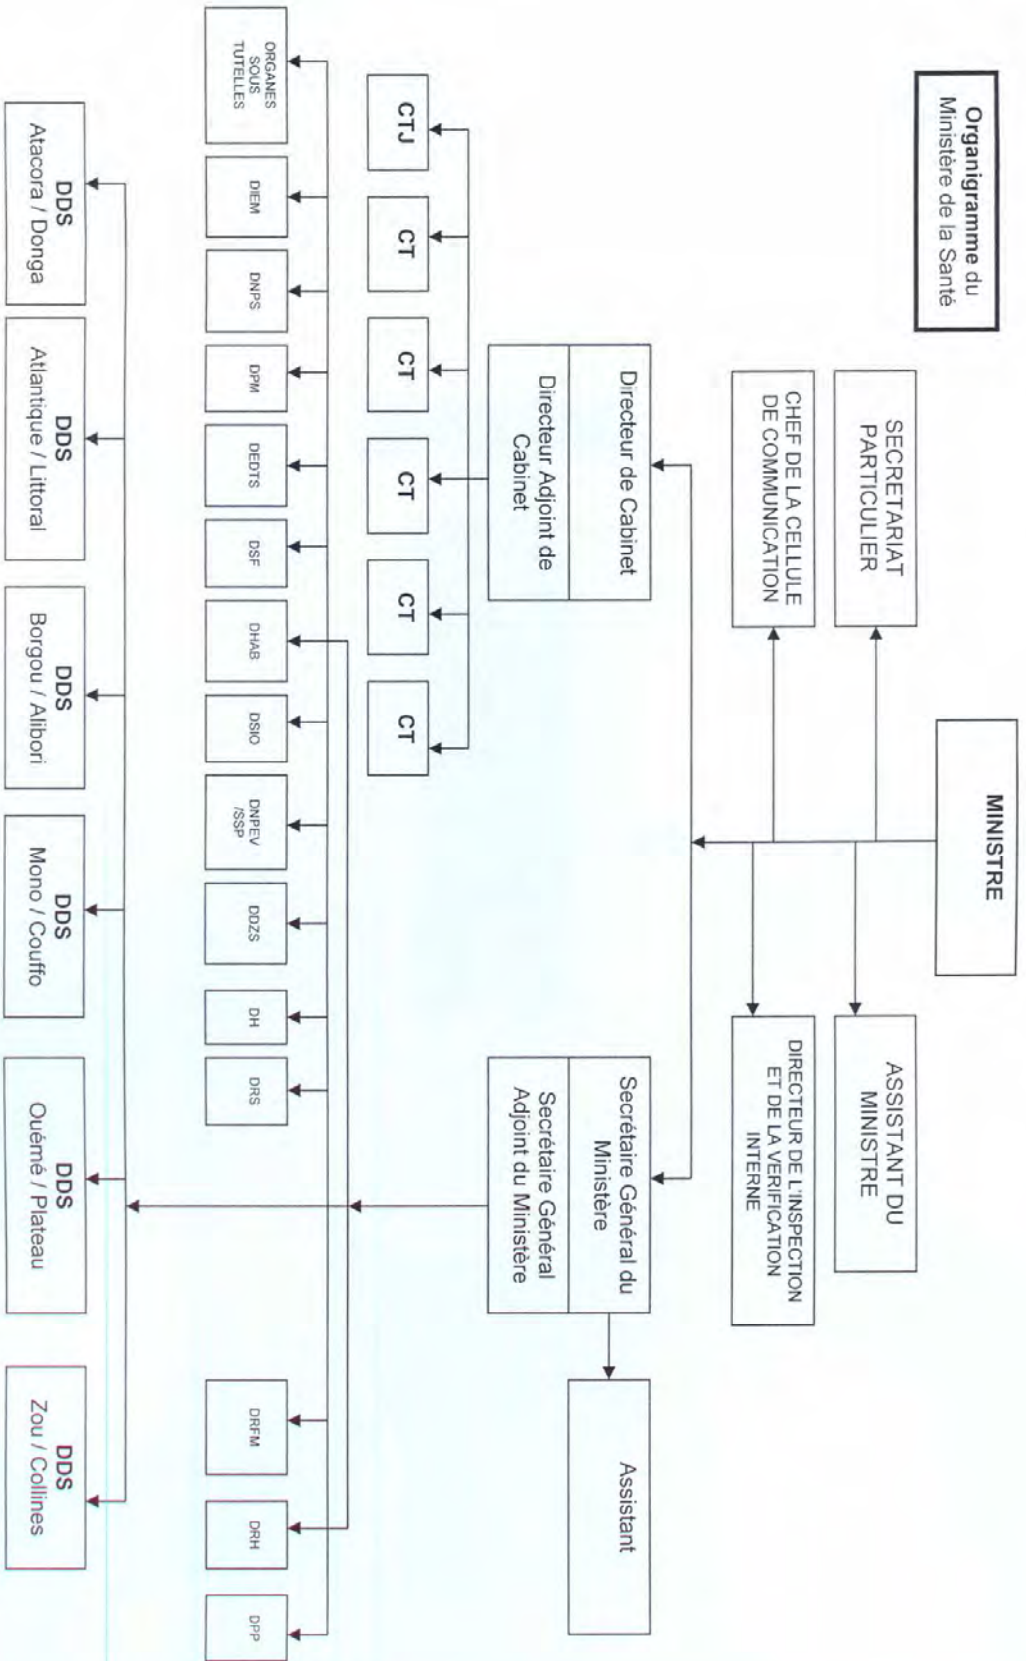 Organigramme du
Ministère de la Santé
MINISTRE
SECRETARIAT
PARTICULIER
ASSISTANT DU
MINISTRE
CHEF DE LA CELLULE
DE COMMUNICATION
DIRECTEUR DE L'INSPECTION
ET DE LA VERIFICATION
INTERNE
Directeur de Cabinet
Directeur Adjoint de
Cabinet
Secrétaire Général du
Ministère
Secrétaire Général
Adjoint du Ministère
Assistant
CTJ
CT
CT
CT
CT
CT
ORGANES
SOUS
TUTELLES
DIEM
DNPS
DPM
DEDTS
DSF
DHAB
DSIO
DNPEV
/SSP
DDZS
DH
DRS
DRFM
DRH
DPP
DDS
Atacora / Donga
DDS
Atlantique / Littoral
DDS
Borgou / Alibori
DDS
Mono / Couffo
DDS
Ouémé / Plateau
DDS
Zou / Collines